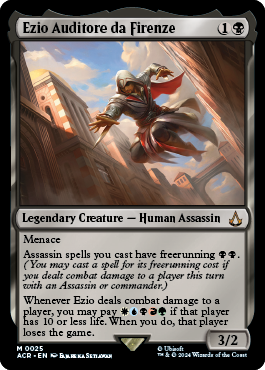 Ezio Auditore da Firenze 1
Legendary Creature — Human Assassin
Menace
Assassin spells you cast have freerunning
(You may cast a spell for its freerunning cost if
you dealt combat damage to a player this turn
with an Assassin or commander.)
Whenever Ezio deals combat damage to a
player, you may pay if that player
has 10 or less life. When you do, that player
loses the game.
3/2
M 0025
ACR • EN
© Ubisoft
™ & © 2024 Wizards of the Coast